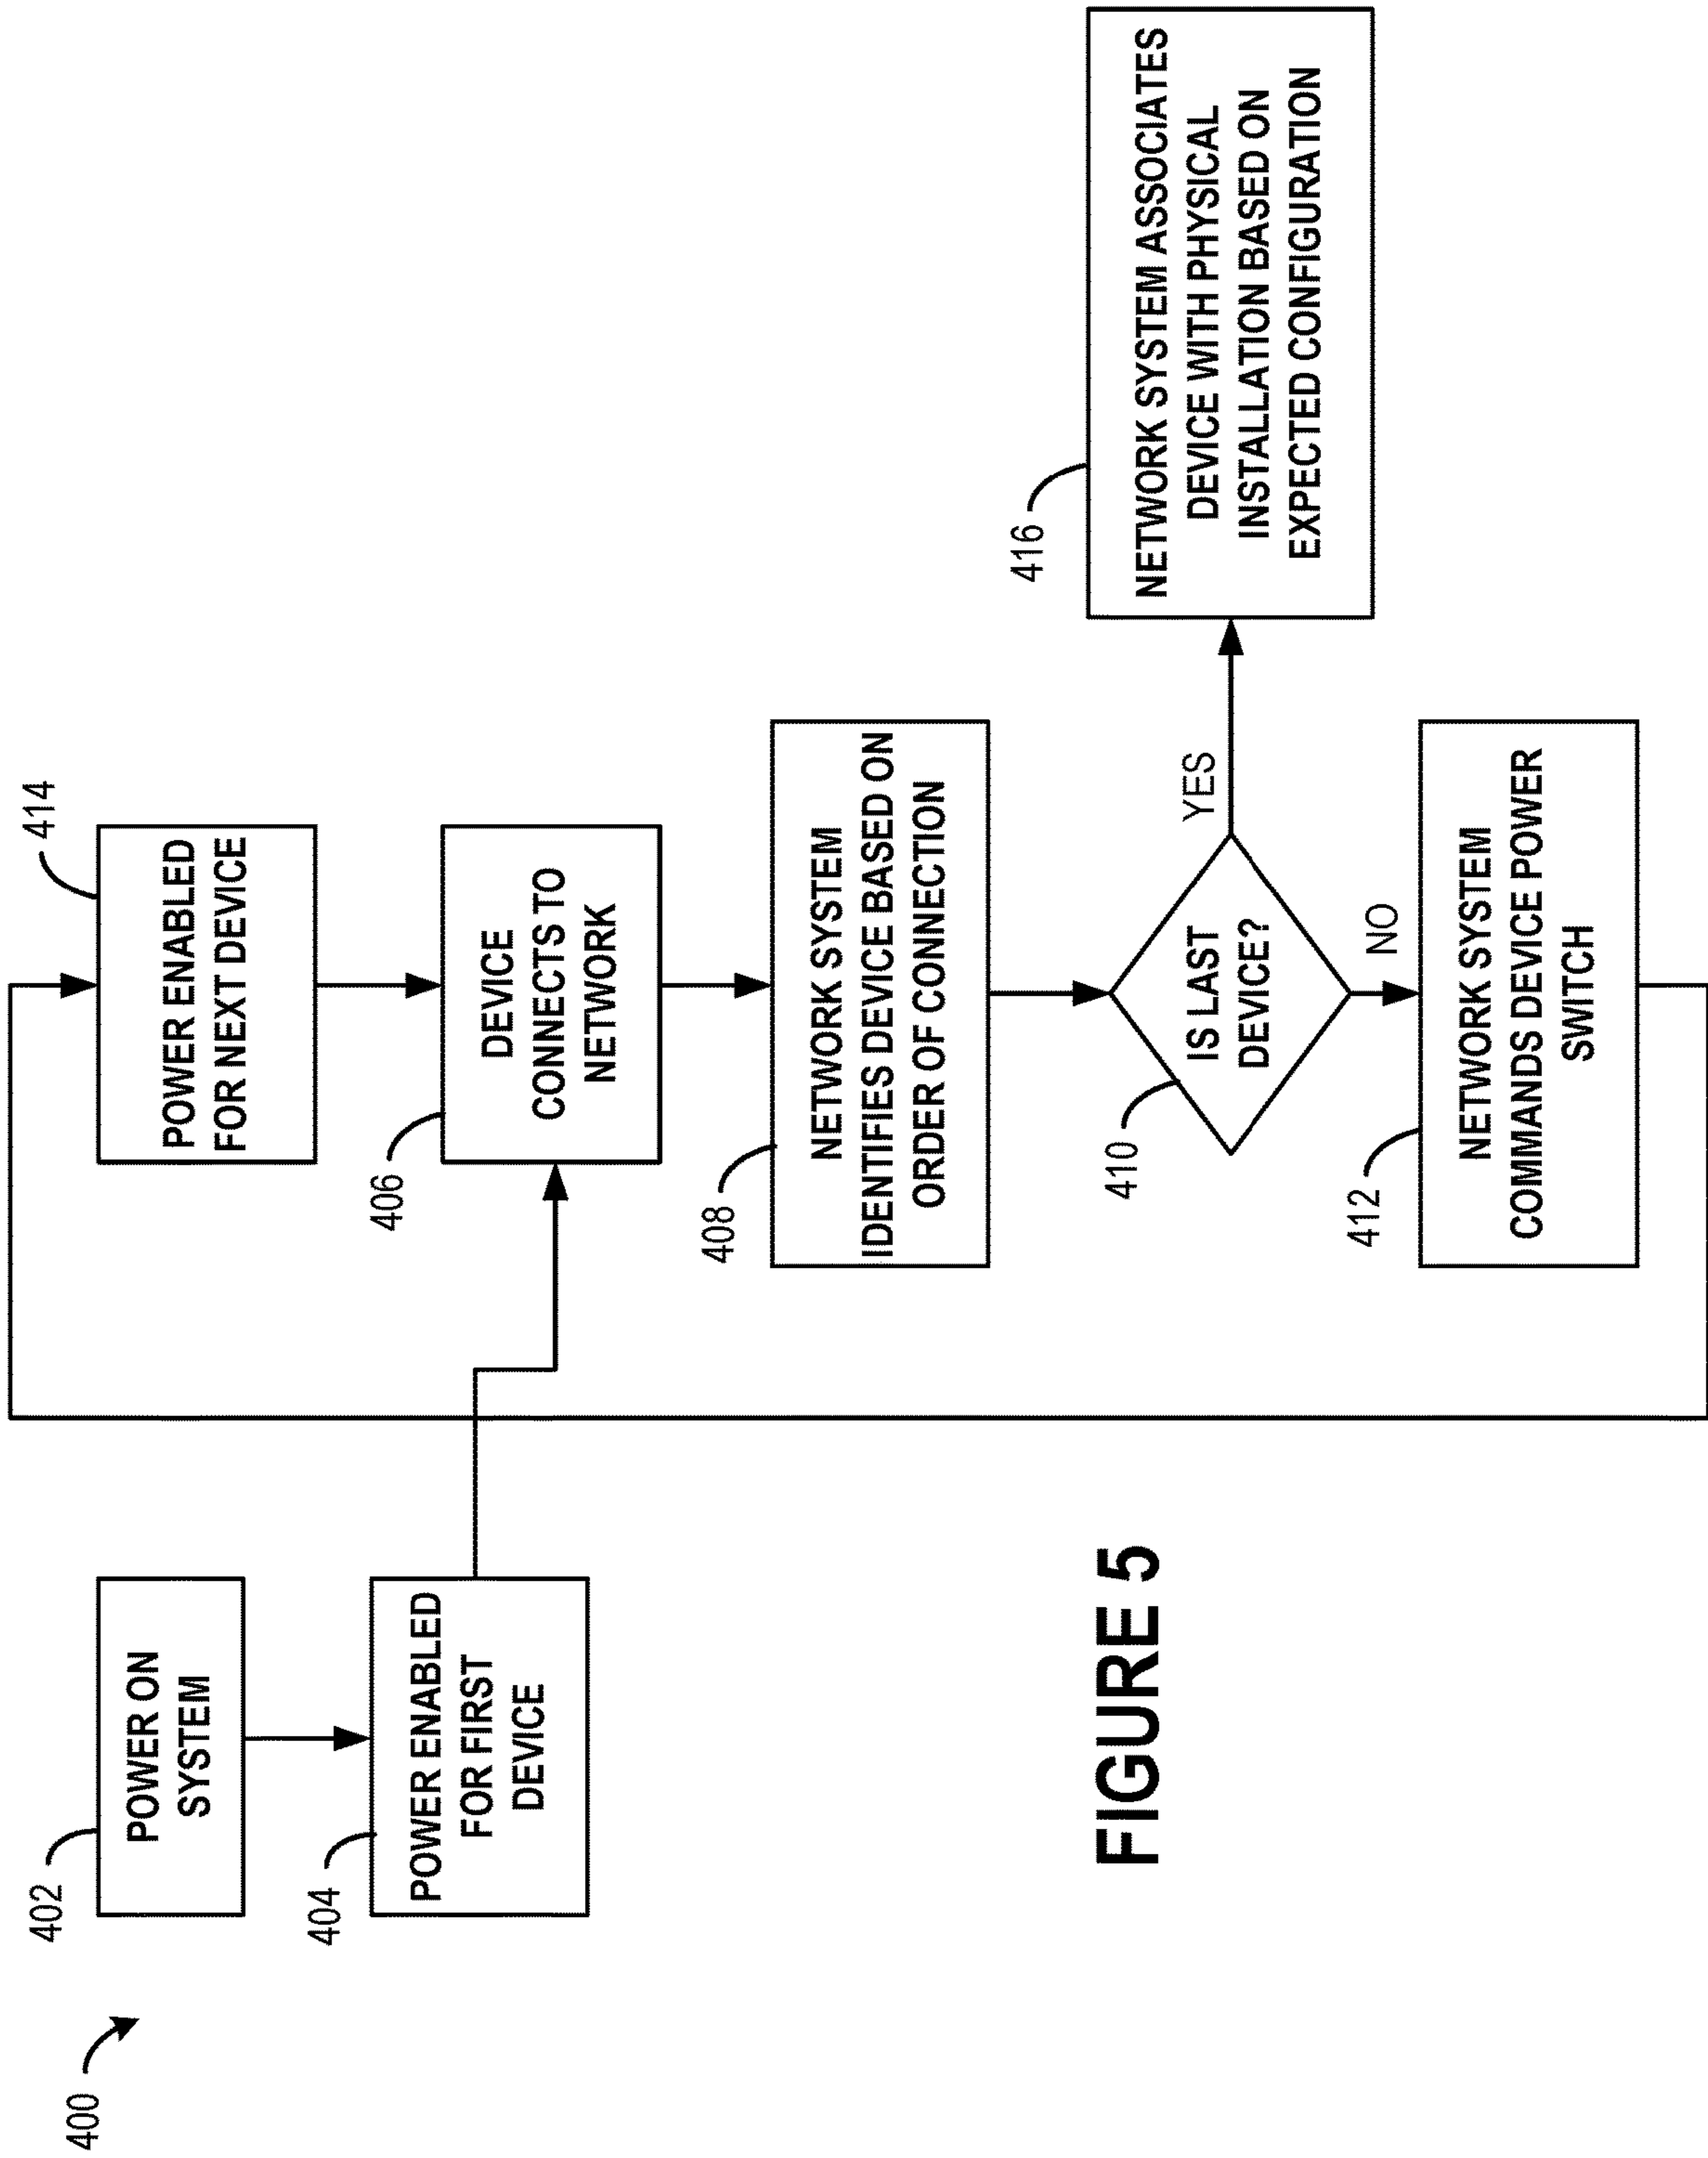 400
402
POWER ON
SYSTEM
404
POWER ENABLED
FOR FIRST
DEVICE
414
POWER ENABLED
FOR NEXT DEVICE
406
DEVICE
CONNECTS TO
NETWORK
408
NETWORK SYSTEM
IDENTIFIES DEVICE BASED ON
ORDER OF CONNECTION
410
IS LAST
DEVICE?
YES
NO
412
NETWORK SYSTEM
COMMANDS DEVICE POWER
SWITCH
416
NETWORK SYSTEM ASSOCIATES
DEVICE WITH PHYSICAL
INSTALLATION BASED ON
EXPECTED CONFIGURATION
FIGURE 5